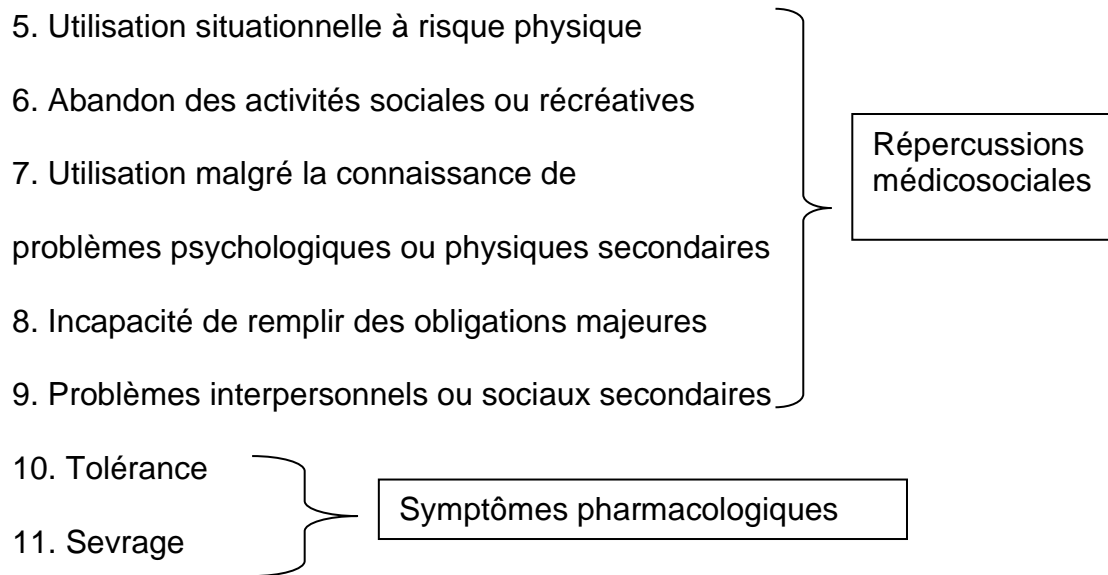 5. Utilisation situationnelle à risque physique
6. Abandon des activités sociales ou récréatives
7. Utilisation malgré la connaissance de
problèmes psychologiques ou physiques secondaires
8. Incapacité de remplir des obligations majeures
9. Problèmes interpersonnels ou sociaux secondaires
Répercussions
médicosociales
10. Tolérance
11. Sevrage
Symptômes pharmacologiques